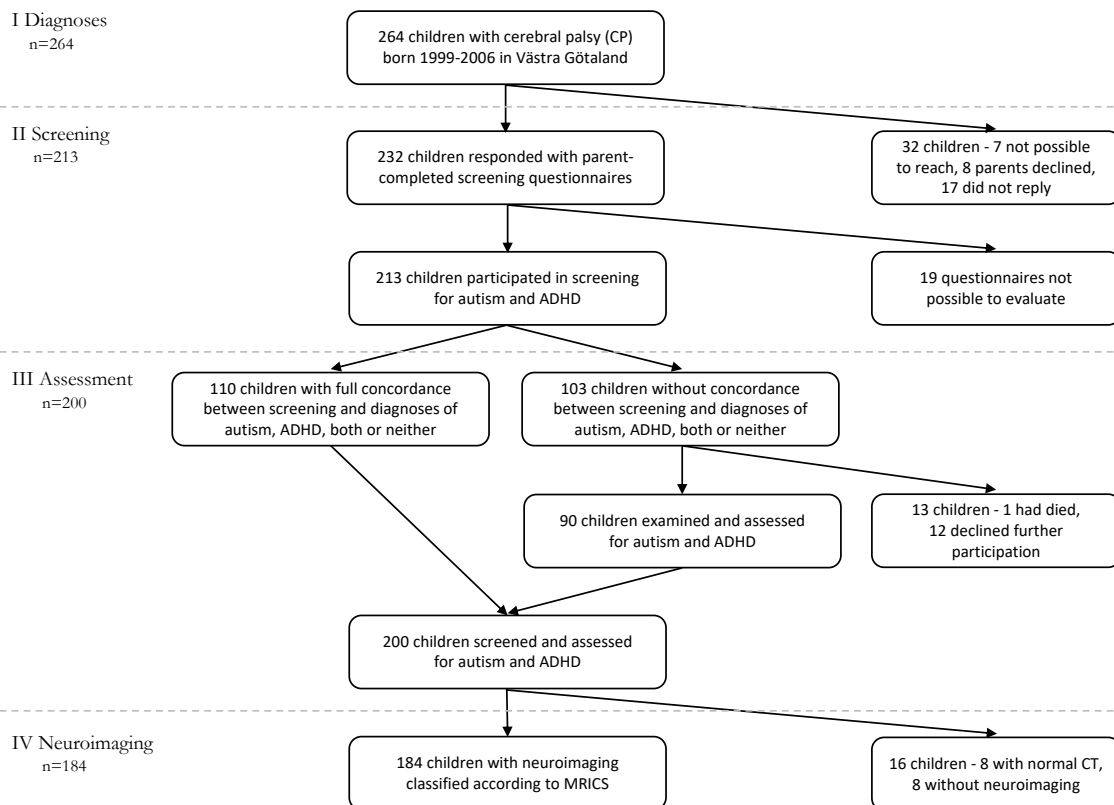 I Diagnoses
n=264
264 children with cerebral palsy (CP)
born 1999-2006 in Västra Götaland
II Screening
n=213
232 children responded with parent-
completed screening questionnaires
32 children - 7 not possible
to reach, 8 parents declined,
17 did not reply
213 children participated in screening
for autism and ADHD
19 questionnaires not
possible to evaluate
III Assessment
n=200
110 children with full concordance
between screening and diagnoses of
autism, ADHD, both or neither
103 children without concordance
between screening and diagnoses of
autism, ADHD, both or neither
90 children examined and assessed
for autism and ADHD
13 children - 1 had died,
12 declined further
participation
200 children screened and assessed
for autism and ADHD
IV Neuroimaging
n=184
184 children with neuroimaging
classified according to MRICS
16 children - 8 with normal CT,
8 without neuroimaging